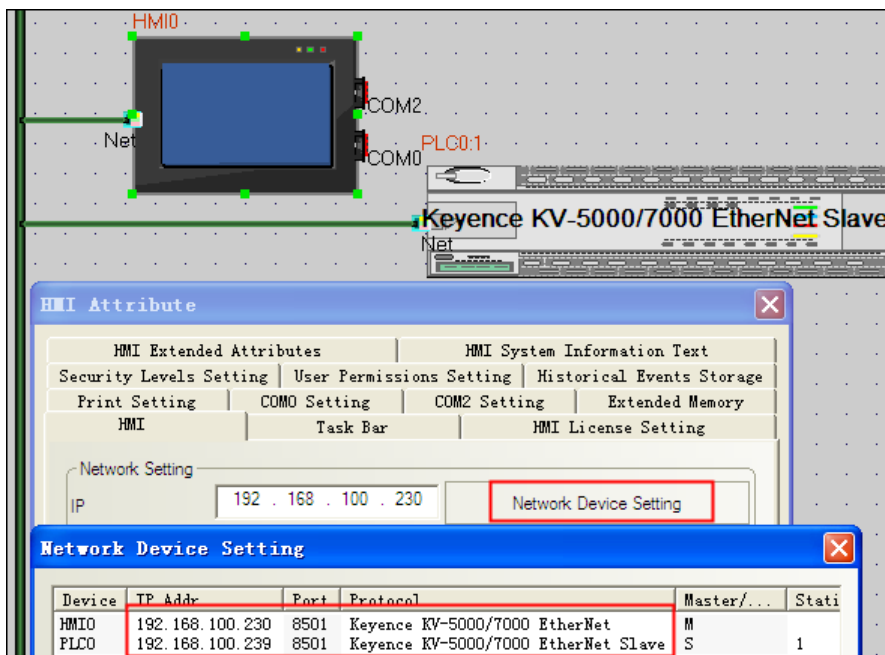 HMI0
COM2
Net
PLC0:1
COM0
Keyence KV-5000/7000 EtherNet Slave
Net
HMI Attribute
HMI Extended Attributes HMI System Information Text
Security Levels Setting User Permissions Setting Historical Events Storage
Print Setting COM0 Setting COM2 Setting Extended Memory
HMI Task Bar HMI License Setting
Network Setting
IP 192 . 168 . 100 . 230 Network Device Setting
Network Device Setting
Device IP Addr Port Protocol Master/... Stati
HMI0 192.168.100.230 8501 Keyence KV-5000/7000 EtherNet M
PLC0 192.168.100.239 8501 Keyence KV-5000/7000 EtherNet Slave S 1